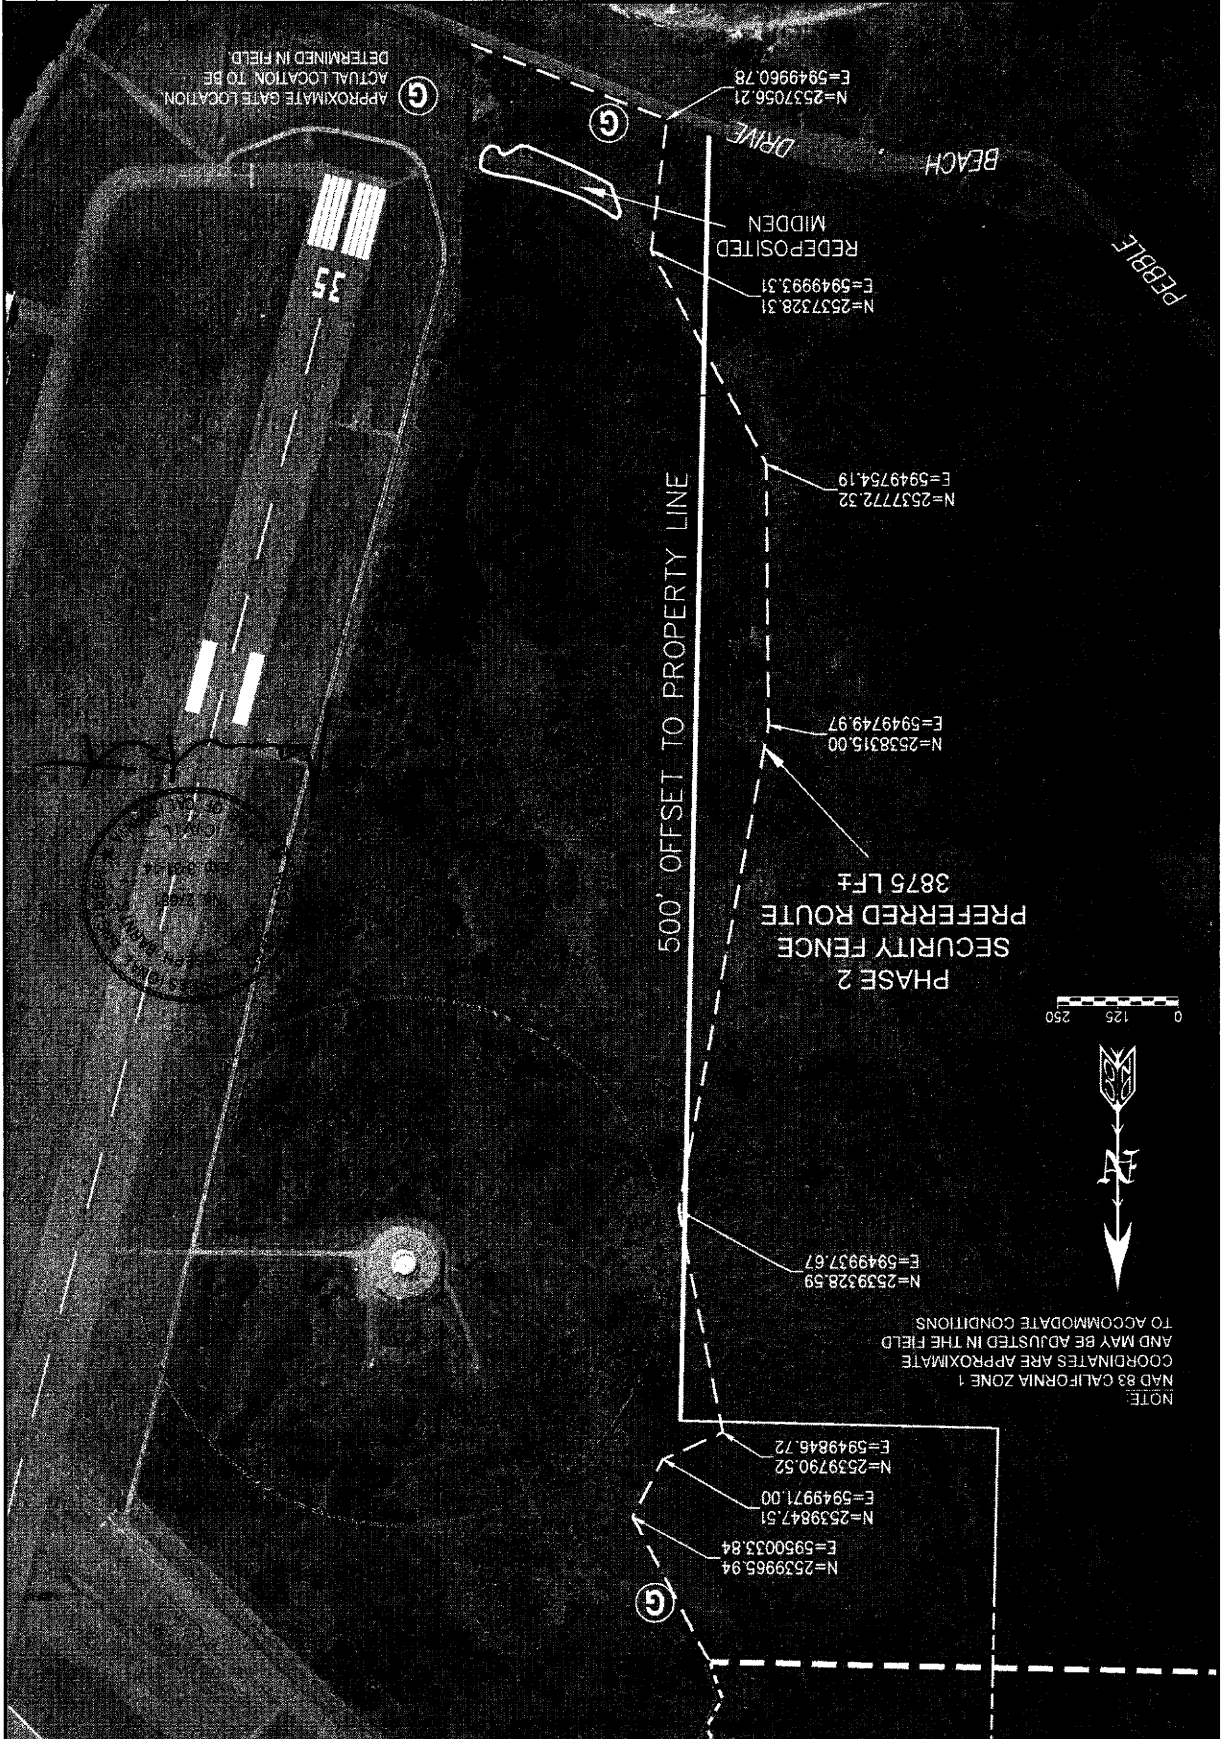 N=2539965.94
E=5950033.84
N=2539847.51
E=5949971.00
N=2539790.52
E=5949846.72
NOTE:
NAD 83 CALIFORNIA ZONE 1
COORDINATES ARE APPROXIMATE
AND MAY BE ADJUSTED IN THE FIELD
TO ACCOMMODATE CONDITIONS
N=2539328.59
E=5949937.67
0 125 250
PHASE 2
SECURITY FENCE
PREFERRED ROUTE
3875 LF±
500' OFFSET TO PROPERTY LINE
N=2538315.00
E=5949749.97
N=2537772.32
E=5949754.19
N=2537328.31
E=5949993.31
REDEPOSITED
MIDDEN
PEBBLE
BEACH
DRIVE
N=2537056.21
E=5949960.78
35
G
G
G
APPROXIMATE GATE LOCATION.
ACTUAL LOCATION TO BE
DETERMINED IN FIELD.